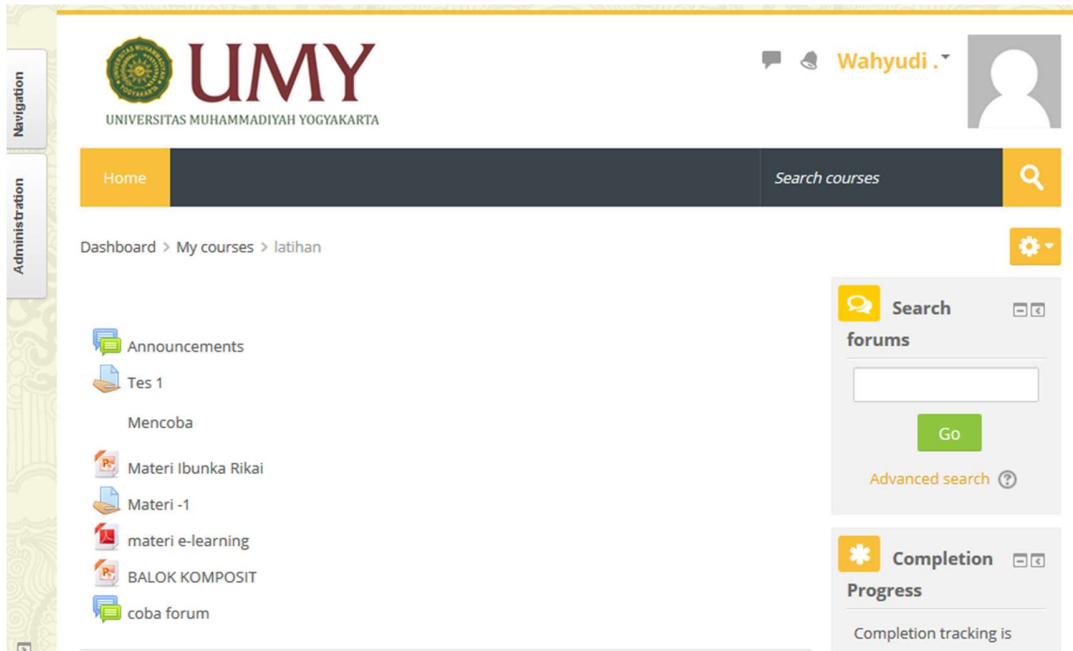 Navigation
Administration
UMY
UNIVERSITAS MUHAMMADIYAH YOGYAKARTA
Wahyudi .
Home
Search courses
Dashboard > My courses > latihan
Announcements
Tes 1
Mencoba
Materi Ibunka Rikai
Materi -1
materi e-learning
BALOK KOMPOSIT
coba forum
Search
forums
Go
Advanced search
Completion
Progress
Completion tracking is